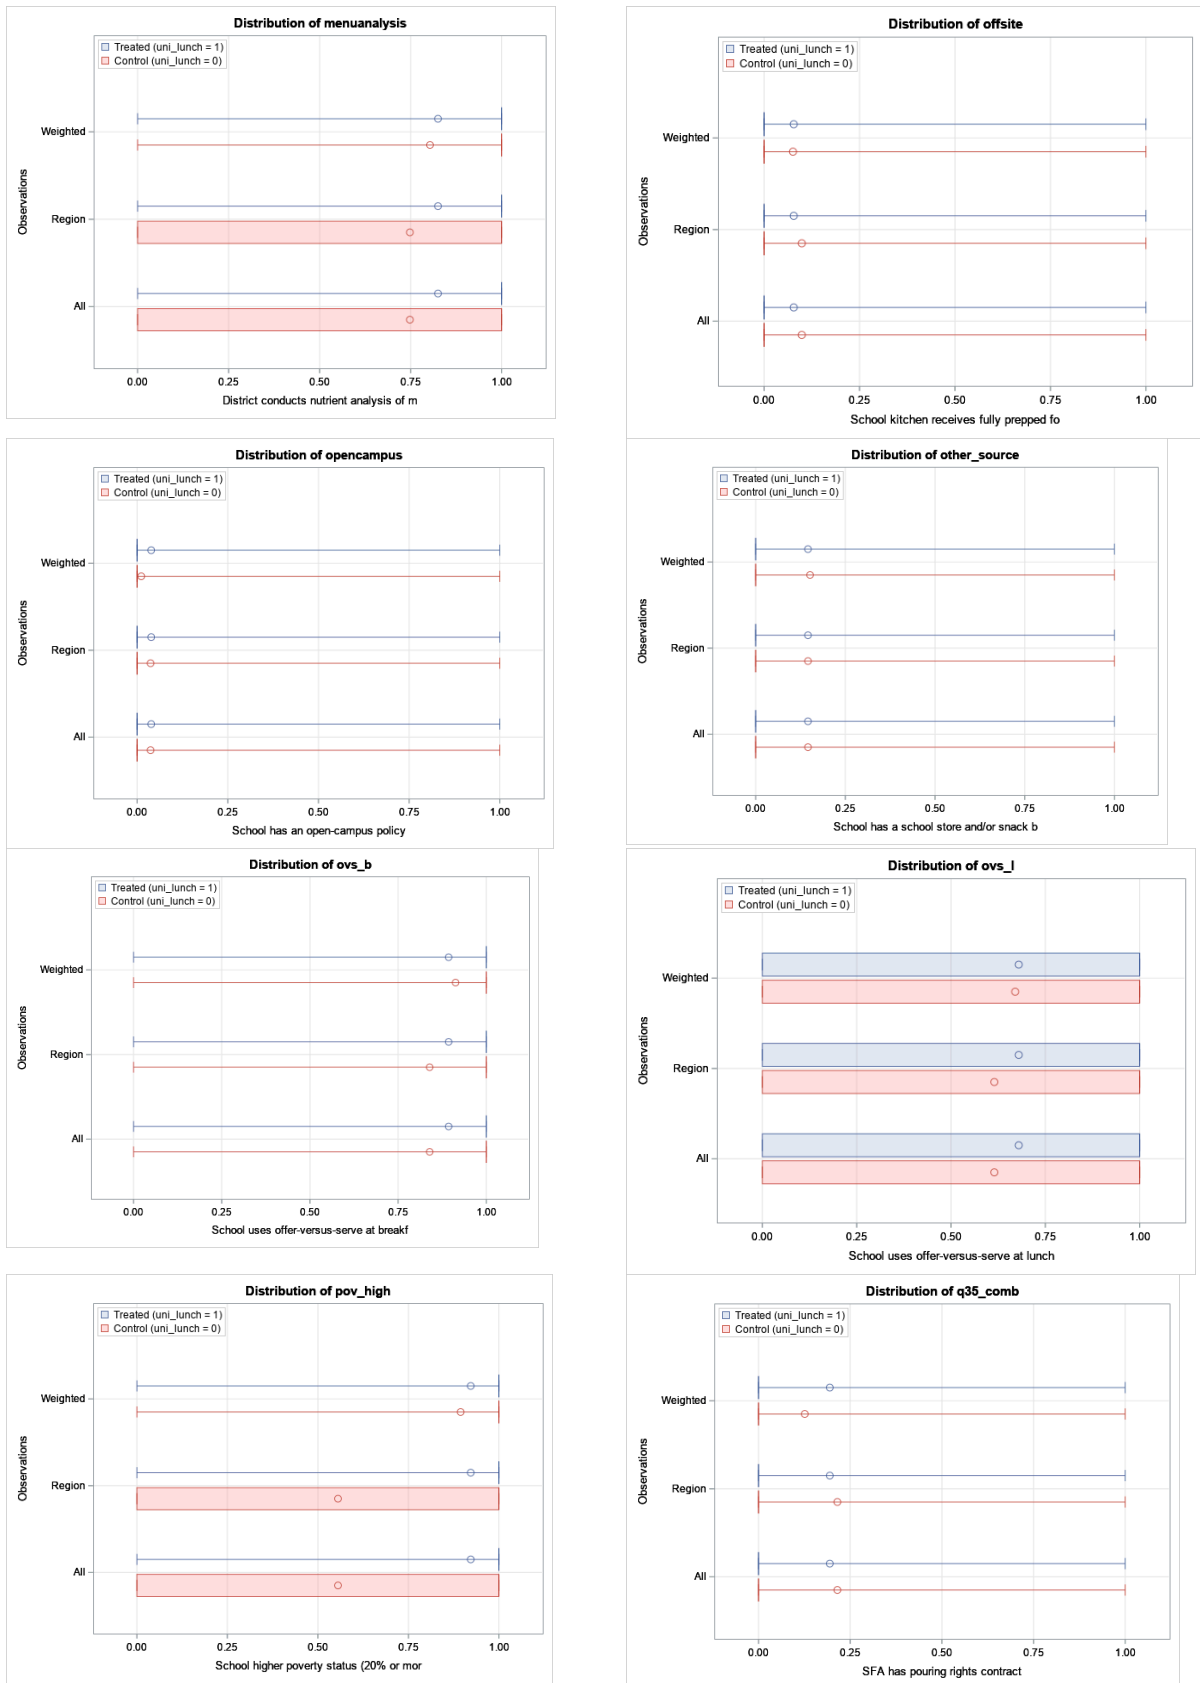 Distribution of menuanalysis
Treated (uni_lunch = 1)
Control (uni_lunch = 0)
Observations
Weighted
Region
All
0.00 0.25 0.50 0.75 1.00
District conducts nutrient analysis of m
Distribution of offsite
Treated (uni_lunch = 1)
Control (uni_lunch = 0)
Observations
Weighted
Region
All
0.00 0.25 0.50 0.75 1.00
School kitchen receives fully prepped fo
Distribution of opencampus
Treated (uni_lunch = 1)
Control (uni_lunch = 0)
Observations
Weighted
Region
All
0.00 0.25 0.50 0.75 1.00
School has an open-campus policy
Distribution of other_source
Treated (uni_lunch = 1)
Control (uni_lunch = 0)
Observations
Weighted
Region
All
0.00 0.25 0.50 0.75 1.00
School has a school store and/or snack b
Distribution of ovs_b
Treated (uni_lunch = 1)
Control (uni_lunch = 0)
Observations
Weighted
Region
All
0.00 0.25 0.50 0.75 1.00
School uses offer-versus-serve at breakf
Distribution of ovs_l
Treated (uni_lunch = 1)
Control (uni_lunch = 0)
Observations
Weighted
Region
All
0.00 0.25 0.50 0.75 1.00
School uses offer-versus-serve at lunch
Distribution of pov_high
Treated (uni_lunch = 1)
Control (uni_lunch = 0)
Observations
Weighted
Region
All
0.00 0.25 0.50 0.75 1.00
School higher poverty status (20% or mor
Distribution of q35_comb
Treated (uni_lunch = 1)
Control (uni_lunch = 0)
Observations
Weighted
Region
All
0.00 0.25 0.50 0.75 1.00
SFA has pouring rights contract